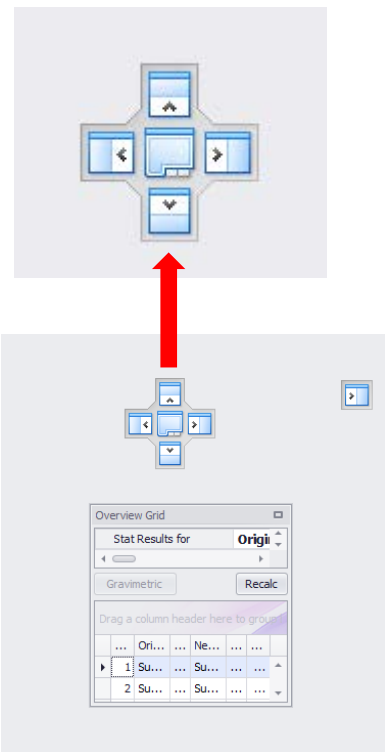 Overview Grid
Stat Results for Origi
Gravimetric Recalc
Drag a column header here to group
... Ori... ... Ne... ... ...
1 Su... ... Su... ... ...
2 Su... ... Su... ... ...